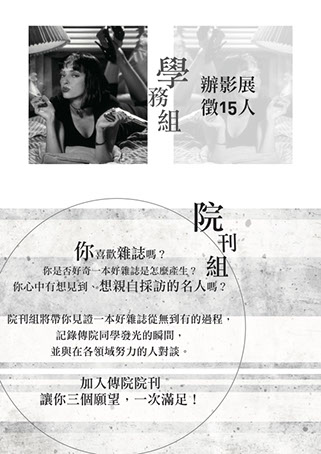 學務組
辦影展
徵15人
院刊組
你喜歡雜誌嗎？
你是否好奇一本好雜誌是怎麼產生？
你心中有想見到、想親自採訪的名人嗎？
院刊組將帶你見證一本好雜誌從無到有的過程，
記錄傳院同學發光的瞬間，
並與在各領域努力的人對談。
加入傳院院刊
讓你三個願望，一次滿足！